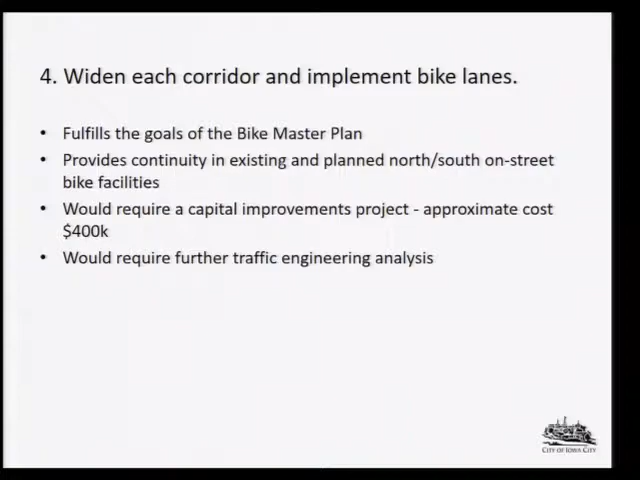 4. Widen each corridor and implement bike lanes.
• Fulfills the goals of the Bike Master Plan
• Provides continuity in existing and planned north/south on-street
bike facilities
• Would require a capital improvements project - approximate cost
$400k
• Would require further traffic engineering analysis
CITY OF IOWA CITY